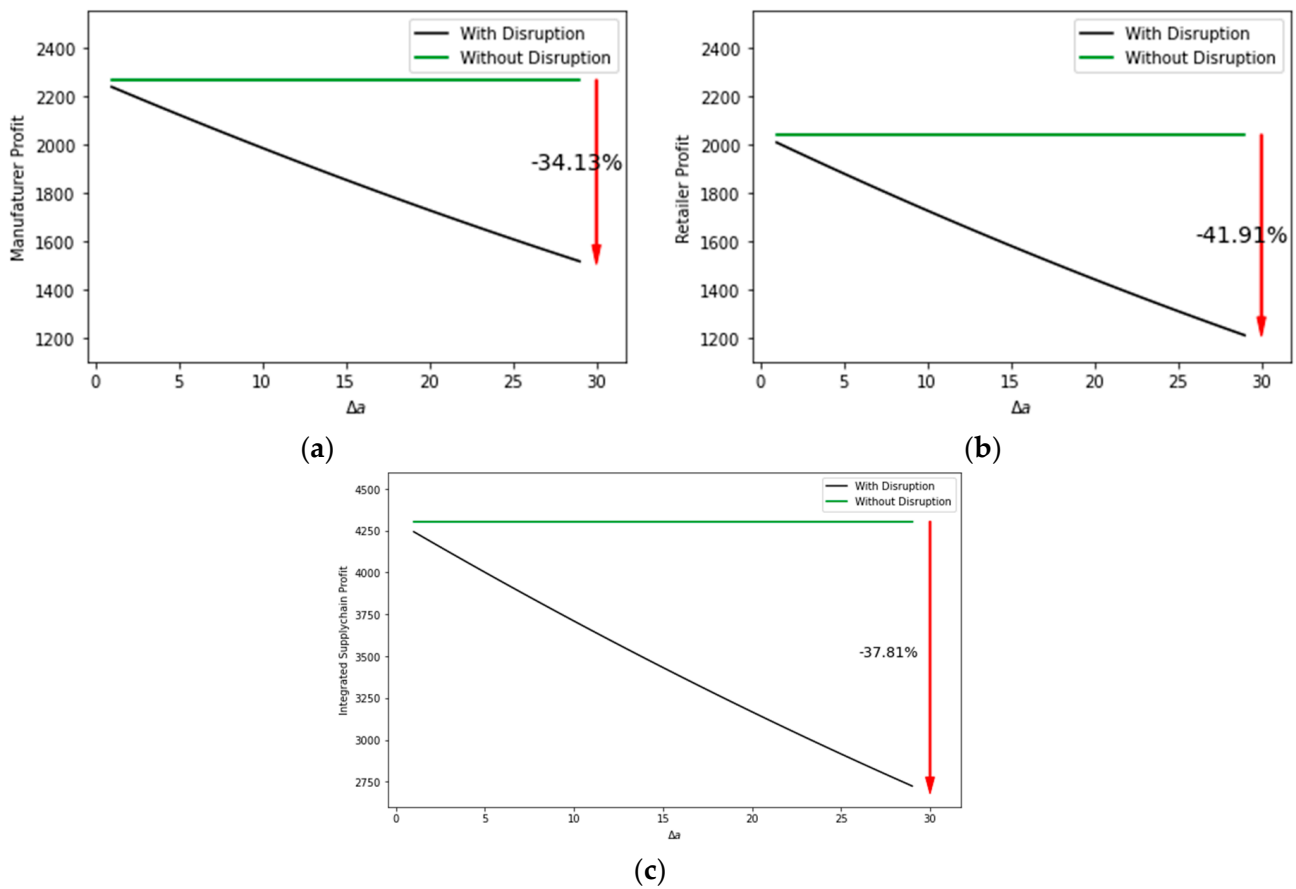 With Disruption
Without Disruption
2400
2200
2000
1800
1600
1400
1200
Manufaturer Profit
-34.13%
0 5 10 15 20 25 30
Δa
(a)
With Disruption
Without Disruption
2400
2200
2000
1800
1600
1400
1200
Retailer Profit
-41.91%
0 5 10 15 20 25 30
Δa
(b)
With Disruption
Without Disruption
4500
4250
4000
3750
3500
3250
3000
2750
Integrated Supplychain Profit
-37.81%
0 5 10 15 20 25 30
Δa
(c)